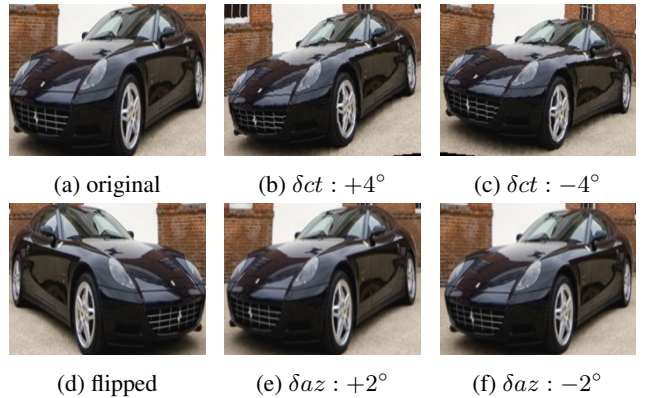 (a) original
(b) δct : +4°
(c) δct : −4°
(d) flipped
(e) δaz : +2°
(f) δaz : −2°